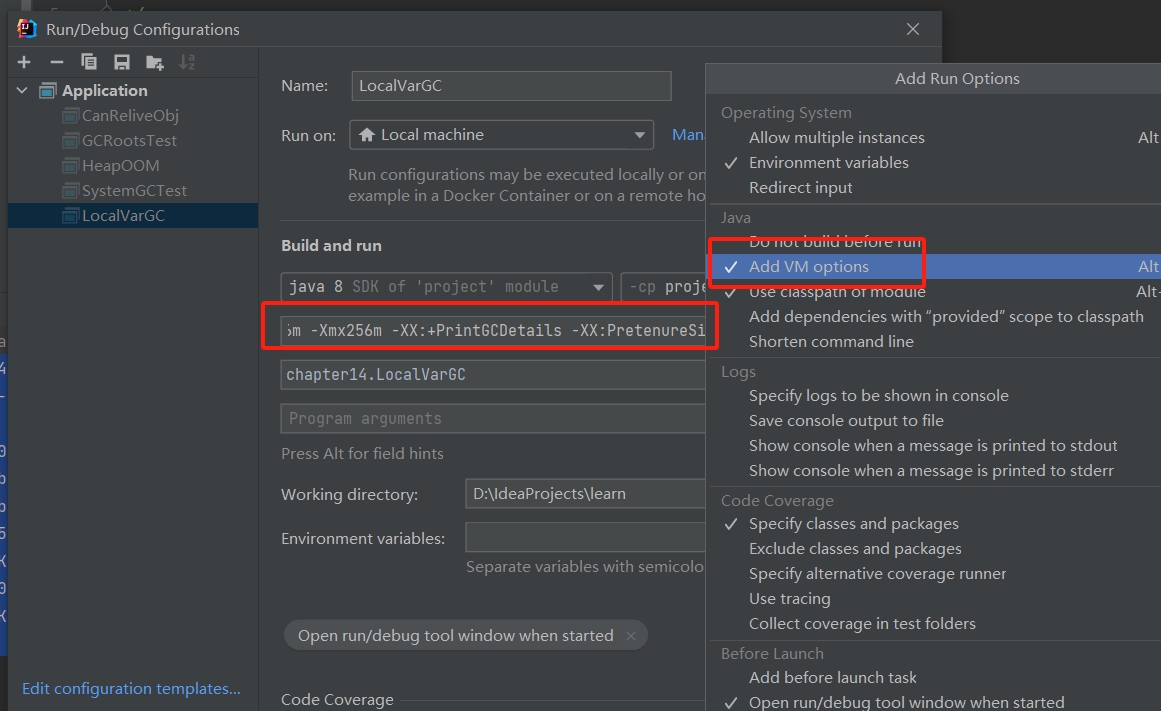 Run/Debug Configurations
Application
CanReliveObj
GCRootsTest
HeapOOM
SystemGCTest
LocalVarGC
Edit configuration templates...
Name: LocalVarGC
Run on: Local machine Mana
Run configurations may be executed locally or on
example in a Docker Container or on a remote ho
Build and run
java 8 SDK of 'project' module -cp proje
-Xmx256m -XX:+PrintGCDetails -XX:PretenureSi
chapter14.LocalVarGC
Program arguments
Press Alt for field hints
Working directory: D:\IdeaProjects\learn
Environment variables:
Separate variables with semicolo
Open run/debug tool window when started
Code Coverage
Add Run Options
Operating System
Allow multiple instances Alt
Environment variables
Redirect input
Java
Do not build before run
Add VM options Alt
Use classpath of module Alt-
Add dependencies with “provided” scope to classpath
Shorten command line
Logs
Specify logs to be shown in console
Save console output to file
Show console when a message is printed to stdout
Show console when a message is printed to stderr
Code Coverage
Specify classes and packages
Exclude classes and packages
Specify alternative coverage runner
Use tracing
Collect coverage in test folders
Before Launch
Add before launch task
Open run/debug tool window when started